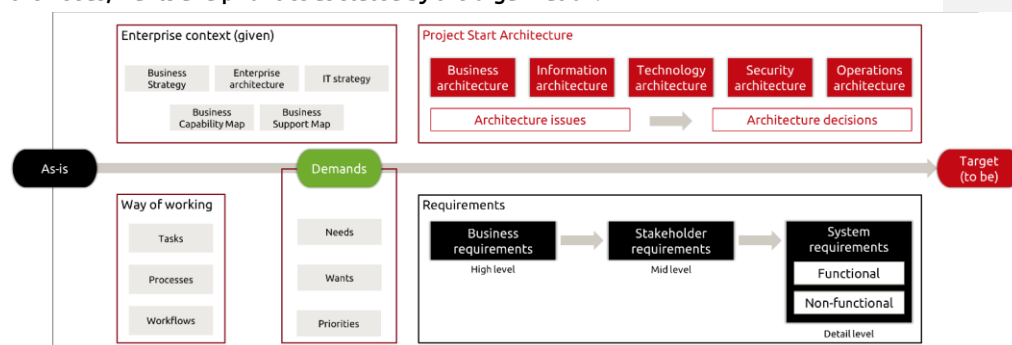 Enterprise context (given)
Business
Strategy
Enterprise
architecture
IT strategy
Business
Capability Map
Business
Support Map
Project Start Architecture
Business
architecture
Information
architecture
Technology
architecture
Security
architecture
Operations
architecture
Architecture issues
Architecture decisions
As-is
Demands
Target
(to be)
Way of working
Tasks
Processes
Workflows
Needs
Wants
Priorities
Requirements
Business
requirements
High level
Stakeholder
requirements
Mid level
System
requirements
Functional
Non-functional
Detail level